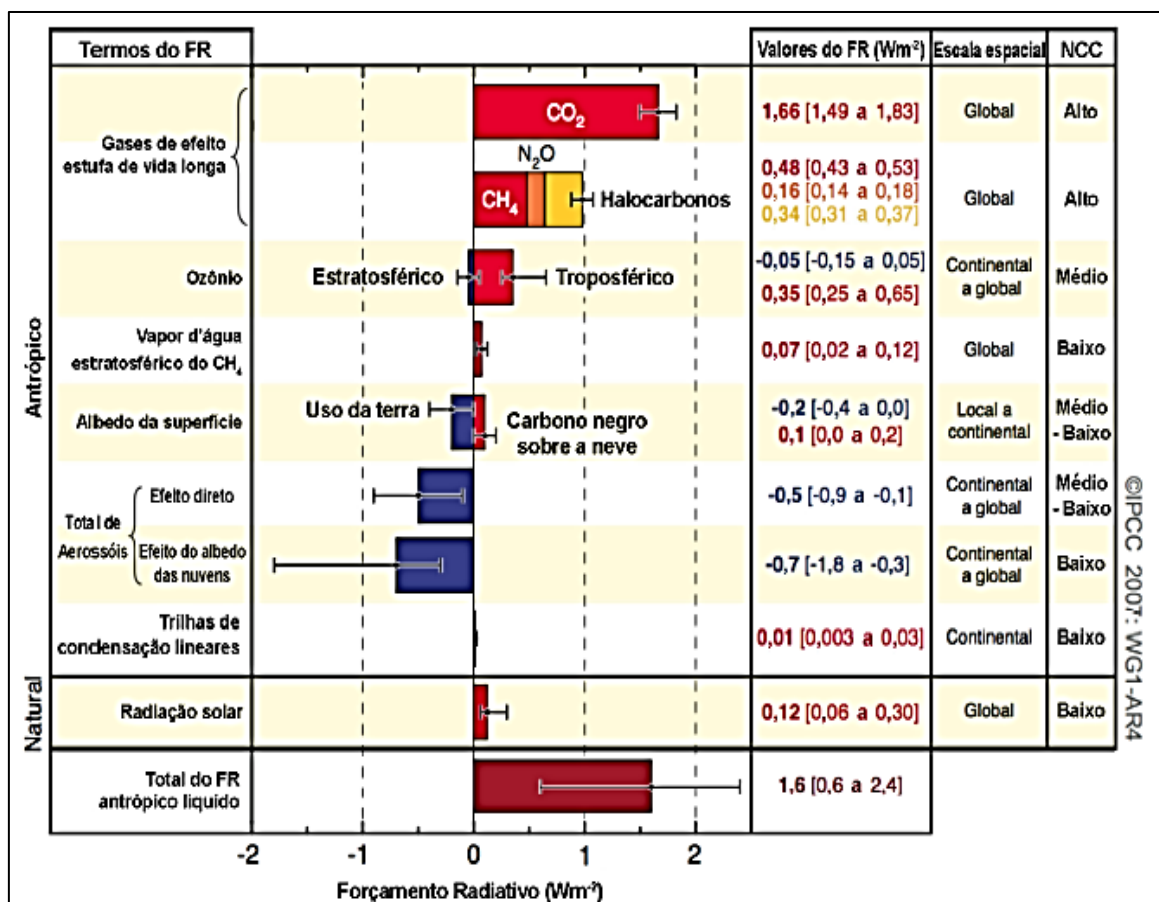 Termos do FR
Valores do FR (Wm-2)
Escala espacial
NCC
Antrópico
Gases de efeito
estufa de vida longa
CO2
1,66 [1,49 a 1,83]
Global
Alto
N2O
CH4
Halocarbonos
0,48 [0,43 a 0,53]
0,16 [0,14 a 0,18]
0,34 [0,31 a 0,37]
Global
Alto
Ozônio
Estratosférico
Troposférico
-0,05 [-0,15 a 0,05]
0,35 [0,25 a 0,65]
Continental
a global
Médio
Vapor d'água
estratosférico do CH4
0,07 [0,02 a 0,12]
Global
Baixo
Albedo da superfície
Uso da terra
Carbono negro
sobre a neve
-0,2 [-0,4 a 0,0]
0,1 [0,0 a 0,2]
Local a
continental
Médio
- Baixo
Total de
Aerossóis
Efeito direto
-0,5 [-0,9 a -0,1]
Continental
a global
Médio
- Baixo
Efeito do albedo
das nuvens
-0,7 [-1,8 a -0,3]
Continental
a global
Baixo
Trilhas de
condensação lineares
0,01 [0,003 a 0,03]
Continental
Baixo
Natural
Radiação solar
0,12 [0,06 a 0,30]
Global
Baixo
Total do FR
antrópico líquido
1,6 [0,6 a 2,4]
-2 -1 0 1 2
Forçamento Radiativo (Wm-2)
©IPCC 2007: WG1-AR4